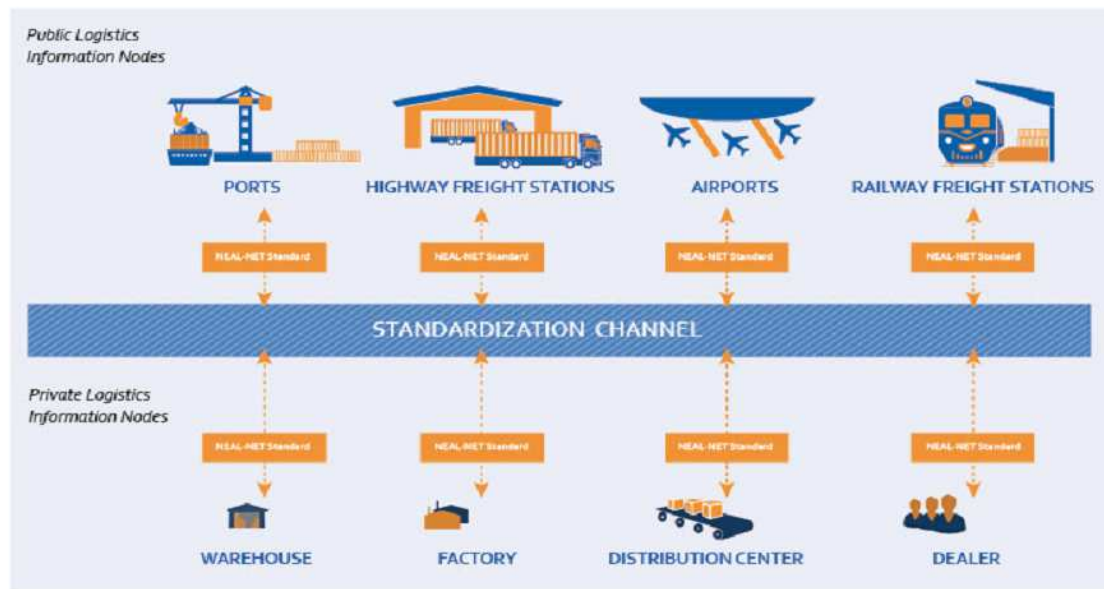 Public Logistics
Information Nodes
PORTS
HIGHWAY FREIGHT STATIONS
AIRPORTS
RAILWAY FREIGHT STATIONS
NEAL-NET Standard
NEAL-NET Standard
NEAL-NET Standard
NEAL-NET Standard
STANDARDIZATION CHANNEL
Private Logistics
Information Nodes
NEAL-NET Standard
NEAL-NET Standard
NEAL-NET Standard
NEAL-NET Standard
WAREHOUSE
FACTORY
DISTRIBUTION CENTER
DEALER